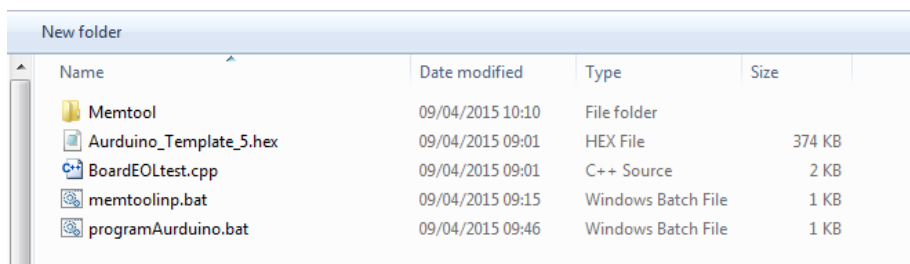 New folder
Name Date modified Type Size
Memtool 09/04/2015 10:10 File folder
Aurduino_Template_5.hex 09/04/2015 09:01 HEX File 374 KB
BoardEOLtest.cpp 09/04/2015 09:01 C++ Source 2 KB
memtoolinp.bat 09/04/2015 09:15 Windows Batch File 1 KB
programAurduino.bat 09/04/2015 09:46 Windows Batch File 1 KB